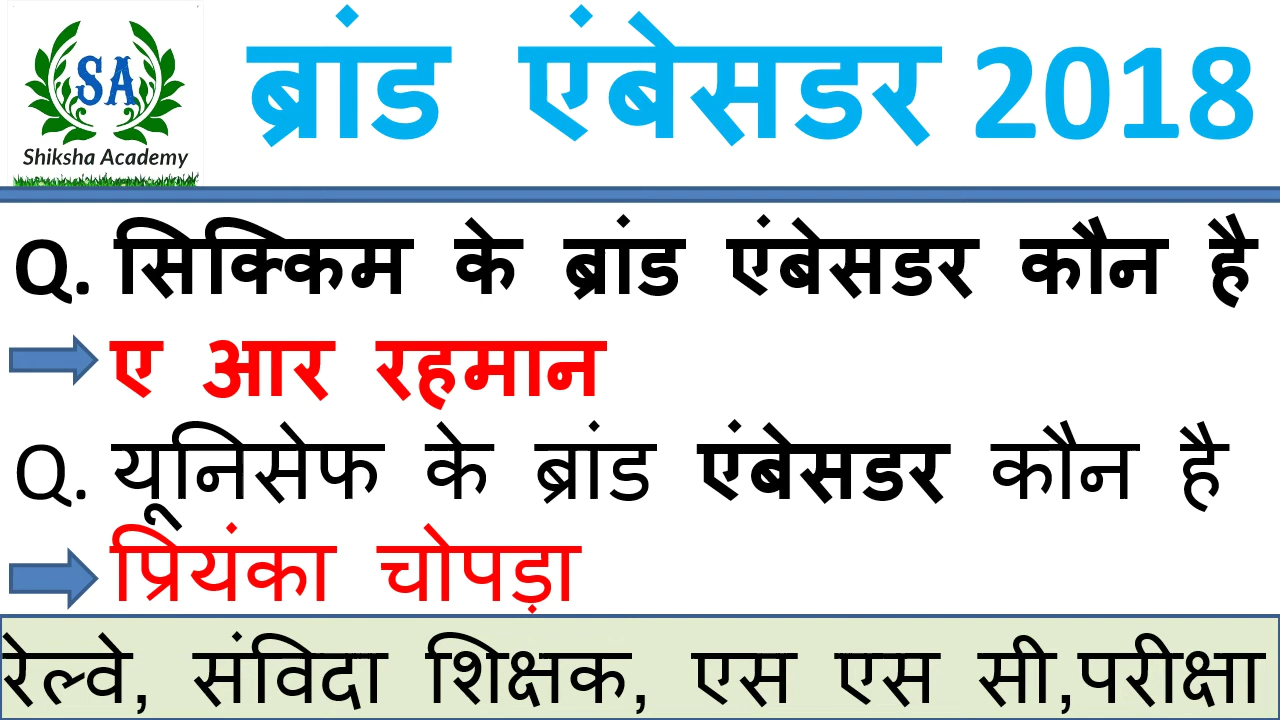 SA
Shiksha Academy
ब्रांड एंबेसडर 2018
Q. सिक्किम के ब्रांड एंबेसडर कौन है
ए आर रहमान
Q. यूनिसेफ के ब्रांड एंबेसडर कौन है
प्रियंका चोपड़ा
रेल्वे, संविदा शिक्षक, एस एस सी,परीक्षा